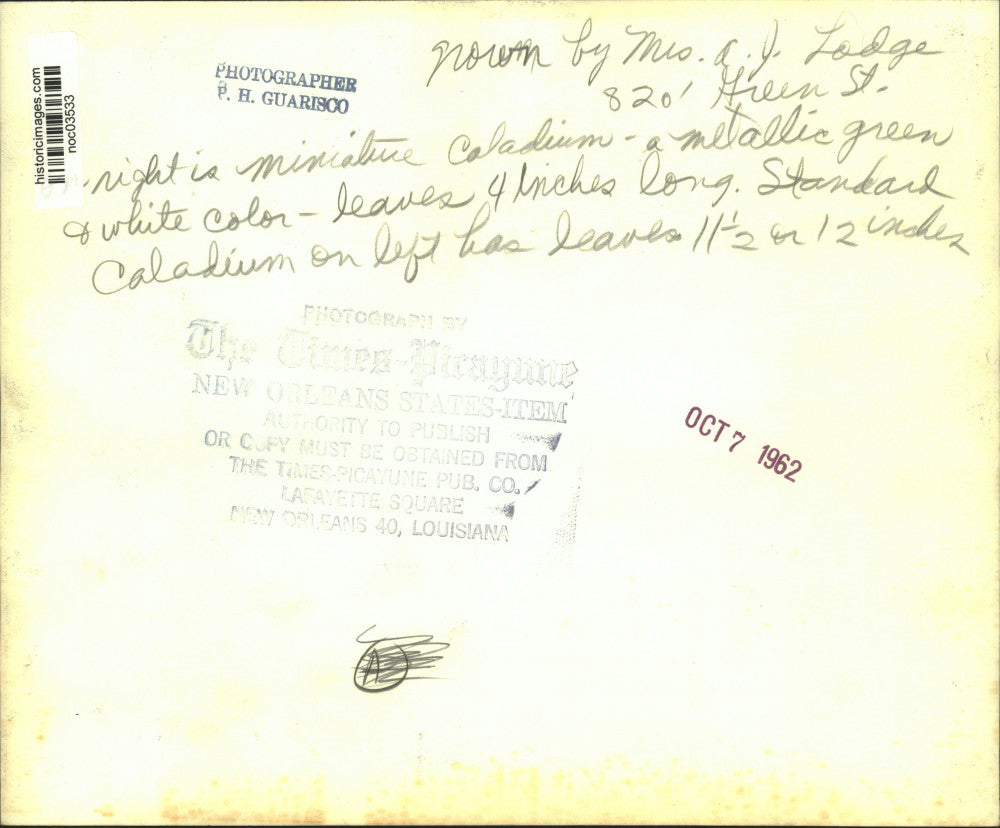 historicimages.com
noc03533
PHOTOGRAPHER
P. H. GUARISCO
grown by Mrs. A. J. Lodge
820' Green St.
on right is miniature Caladium - a metallic green
& white color - leaves 4 inches long. Standard
Caladium on left has leaves 11 1/2 or 12 inches
PHOTOGRAPH BY
The Times-Picayune
NEW ORLEANS STATES-ITEM
AUTHORITY TO PUBLISH
OR COPY MUST BE OBTAINED FROM
THE TIMES-PICAYUNE PUB. CO.
LAFAYETTE SQUARE
NEW ORLEANS 40, LOUISIANA
OCT 7 1962
A